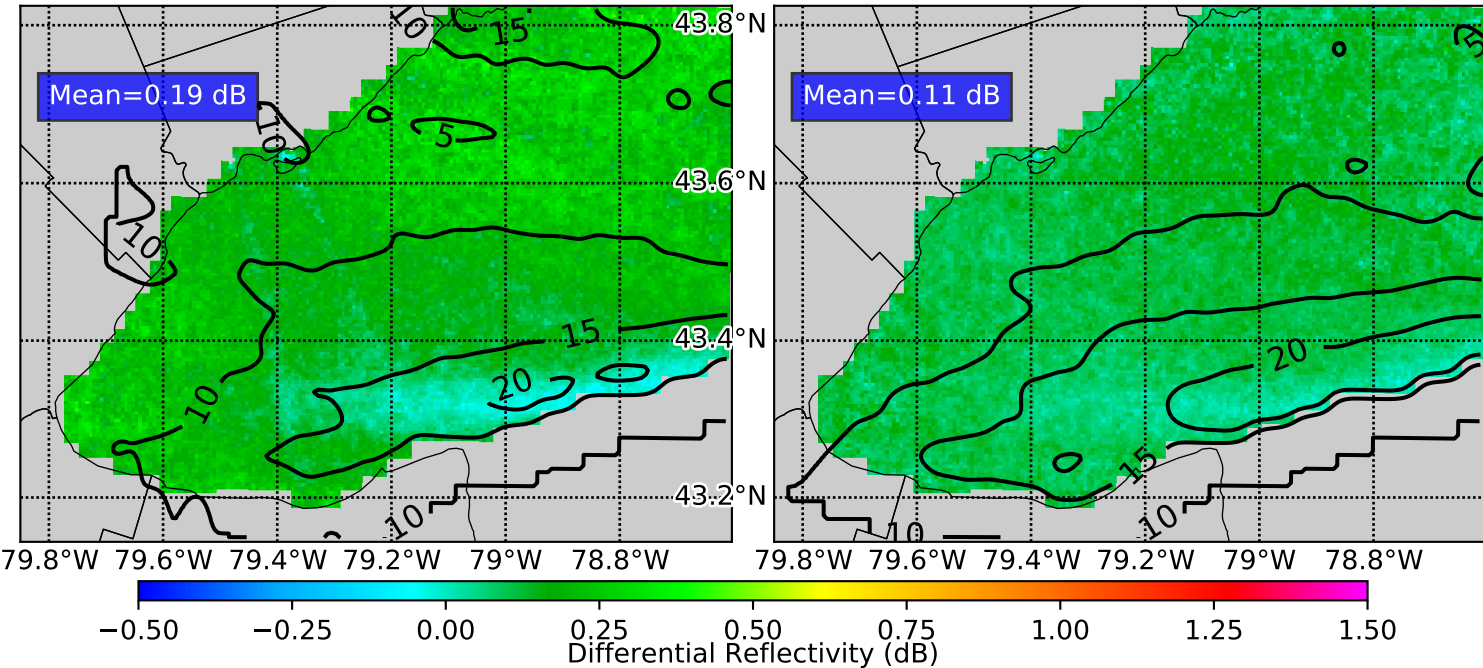 10
15
43.8°N
5
Mean=0.19 dB
Mean=0.11 dB
10
5
43.6°N
10
15
43.4°N
20
20
10
15
43.2°N
10
10
10
79.8°W 79.6°W 79.4°W 79.2°W 79°W 78.8°W 79.8°W 79.6°W 79.4°W 79.2°W 79°W 78.8°W
−0.50 −0.25 0.00 0.25 0.50 0.75 1.00 1.25 1.50
Differential Reflectivity (dB)